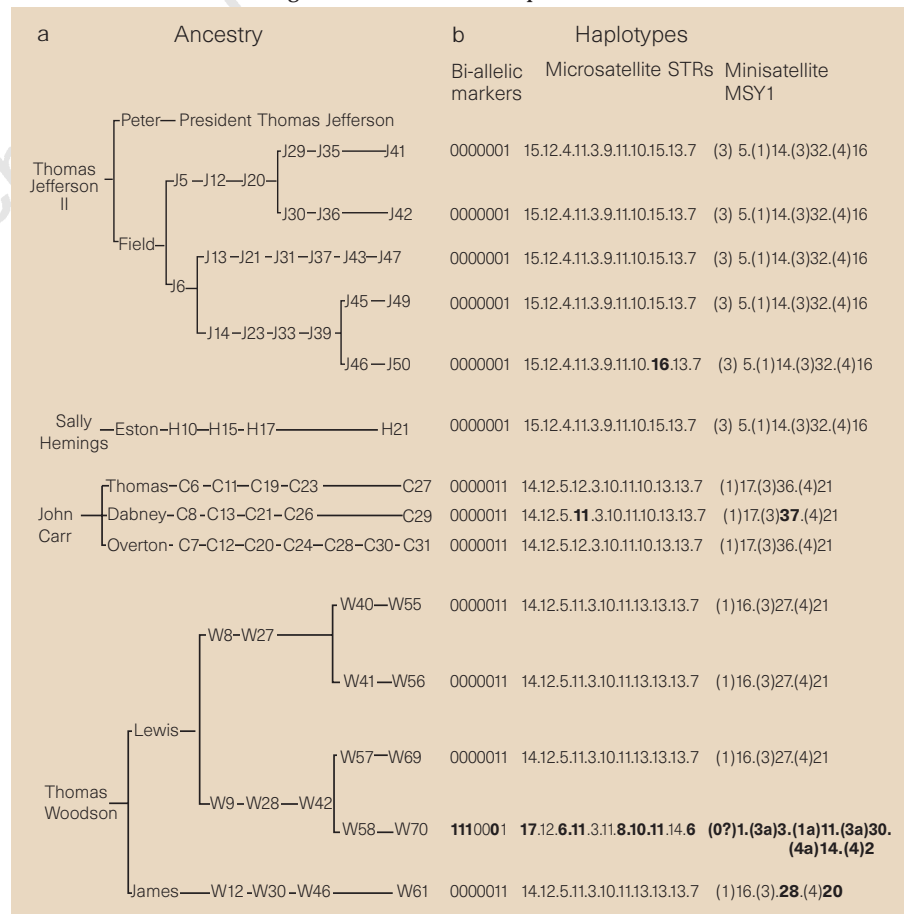 a Ancestry b Haplotypes
Bi-allelic markers Microsatellite STRs Minisatellite MSY1
Peter— President Thomas Jefferson
Thomas Jefferson II
J29–J35——J41 0000001 15.12.4.11.3.9.11.10.15.13.7 (3) 5.(1)14.(3)32.(4)16
J5 –J12–J20
J30–J36——J42 0000001 15.12.4.11.3.9.11.10.15.13.7 (3) 5.(1)14.(3)32.(4)16
Field
J13 –J21 –J31 –J37 –J43–J47 0000001 15.12.4.11.3.9.11.10.15.13.7 (3) 5.(1)14.(3)32.(4)16
J6
J45 –J49 0000001 15.12.4.11.3.9.11.10.15.13.7 (3) 5.(1)14.(3)32.(4)16
J14 –J23 –J33 –J39
J46 –J50 0000001 15.12.4.11.3.9.11.10.16.13.7 (3) 5.(1)14.(3)32.(4)16
Sally Hemings —Eston–H10–H15–H17——H21 0000001 15.12.4.11.3.9.11.10.15.13.7 (3) 5.(1)14.(3)32.(4)16
Thomas–C6 –C11–C19–C23 ——C27 0000011 14.12.5.12.3.10.11.10.13.13.7 (1)17.(3)36.(4)21
John Carr
Dabney–C8 –C13–C21–C26 ——C29 0000011 14.12.5.11.3.10.11.10.13.13.7 (1)17.(3)37.(4)21
Overton- C7–C12–C20–C24–C28–C30–C31 0000011 14.12.5.12.3.10.11.10.13.13.7 (1)17.(3)36.(4)21
W40—W55 0000011 14.12.5.11.3.10.11.13.13.13.7 (1)16.(3)27.(4)21
W8–W27
W41—W56 0000011 14.12.5.11.3.10.11.13.13.13.7 (1)16.(3)27.(4)21
Lewis
W57—W69 0000011 14.12.5.11.3.10.11.13.13.13.7 (1)16.(3)27.(4)21
Thomas Woodson
W9–W28 –W42
W58—W70 1110001 17.12.6.11.3.11.8.10.11.14.6 (0?)1.(3a)3.(1a)11.(3a)30.
(4a)14.(4)2
James—W12 –W30 –W46——W61 0000011 14.12.5.11.3.10.11.13.13.13.7 (1)16.(3).28.(4)20